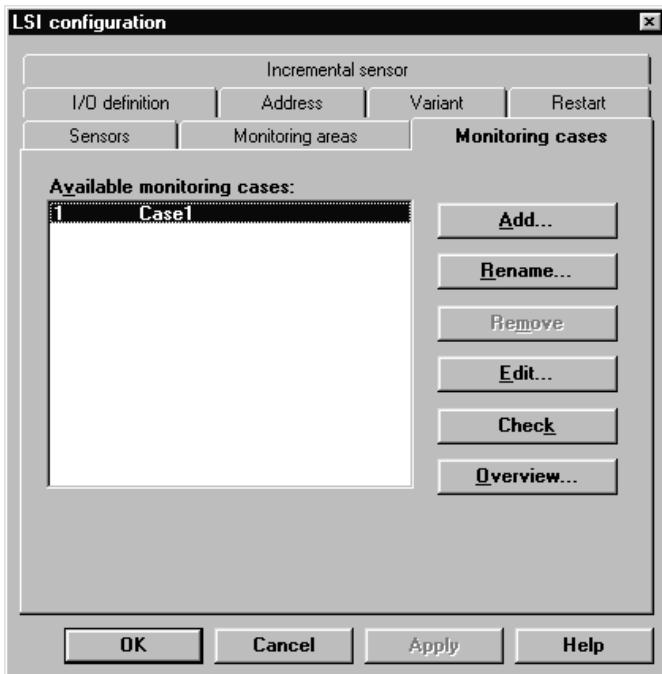 LSI configuration
Incremental sensor
I/O definition Address Variant Restart
Sensors Monitoring areas Monitoring cases
Available monitoring cases:
1 Case1
Add...
Rename...
Remove
Edit...
Check
Overview...
OK Cancel Apply Help